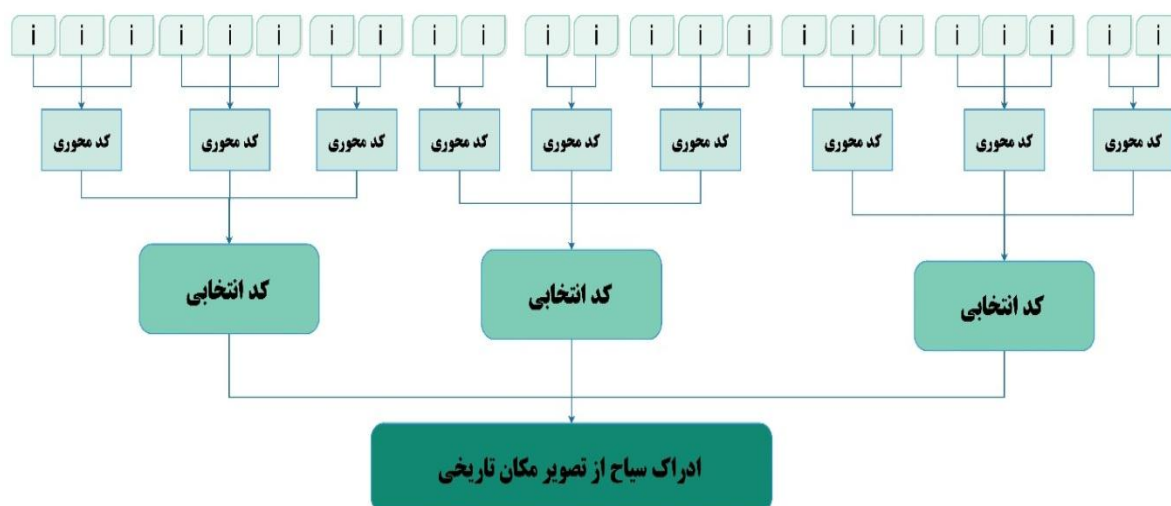 i i i i i i i i i i i i i i i i i i i i i i i i
کد محوری کد محوری کد محوری کد محوری کد محوری کد محوری کد محوری کد محوری کد محوری
کد انتخابی کد انتخابی کد انتخابی
ادراک سیاح از تصویر مکان تاریخی